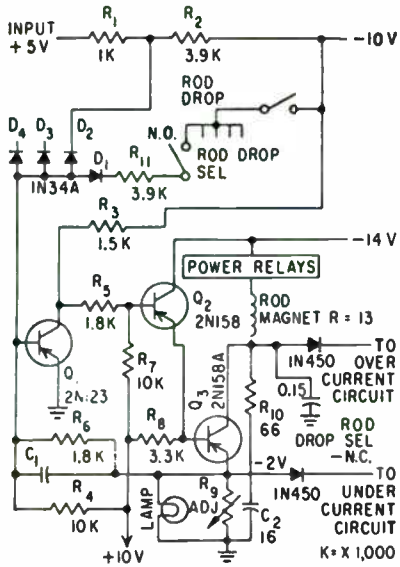 INPUT
+ 5V
R1
1K
R2
3.9K
-10V
ROD
DROP
D4
D3
D2
N.O.
ROD DROP
SEL
D1
R11
1N34A
3.9K
R3
1.5K
-14V
POWER RELAYS
R5
1.8K
Q2
2N158
ROD
MAGNET R = 13
1N450
TO
OVER
CURRENT
CIRCUIT
Q
R7
10K
Q3
2N158A
0.15
R10
66
ROD
DROP SEL
-N.C.
R6
1.8K
R8
3.3K
C1
-2V
R4
10K
LAMP
R9
ADJ
1N450
TO
UNDER
CURRENT
CIRCUIT
C2
16
+10V
K = X 1,000